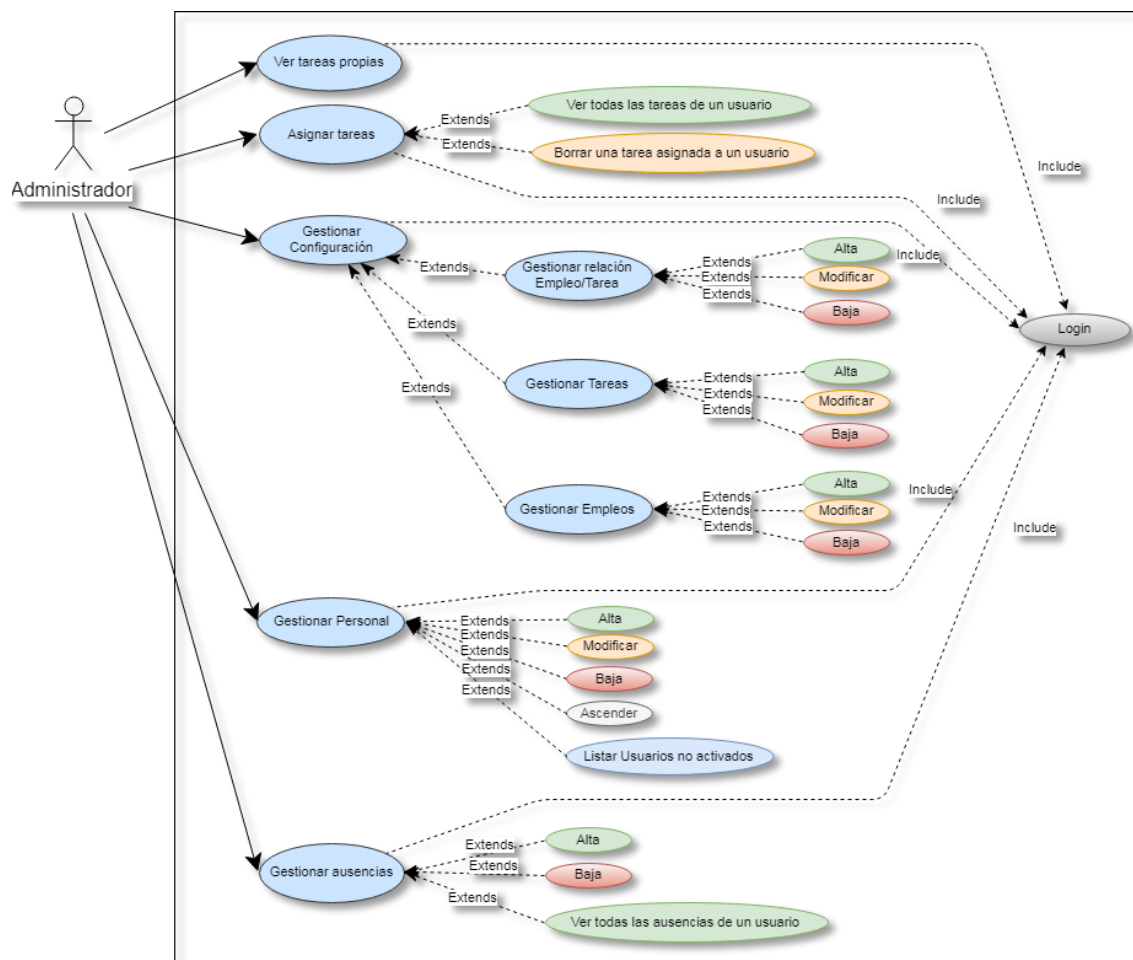 Ver tareas propias
Ver todas las tareas de un usuario
Extends
Asignar tareas
Extends
Borrar una tarea asignada a un usuario
Include
Administrador
Include
Gestionar
Configuración
Alta
Extends
Include
Extends
Gestionar relación
Empleo/Tarea
Extends
Modificar
Extends
Baja
Extends
Login
Alta
Extends
Extends
Gestionar Tareas
Extends
Modificar
Extends
Baja
Alta
Extends
Include
Gestionar Empleos
Extends
Modificar
Extends
Baja
Include
Gestionar Personal
Extends
Alta
Extends
Modificar
Extends
Baja
Extends
Extends
Ascender
Listar Usuarios no activados
Extends
Alta
Gestionar ausencias
Extends
Baja
Extends
Ver todas las ausencias de un usuario